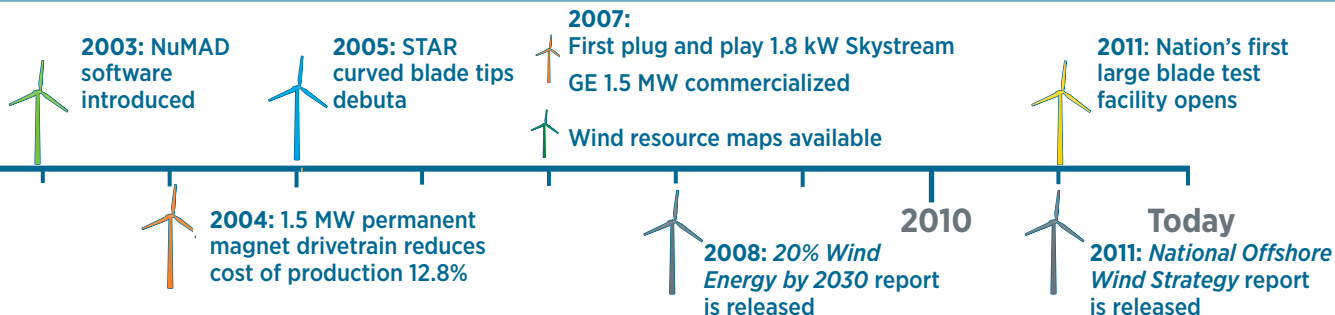 2003: NuMAD
software
introduced
2005: STAR
curved blade tips
debuta
2007:
First plug and play 1.8 kW Skystream
GE 1.5 MW commercialized
Wind resource maps available
2011: Nation’s first
large blade test
facility opens
2004: 1.5 MW permanent
magnet drivetrain reduces
cost of production 12.8%
2008: 20% Wind
Energy by 2030 report
is released
2010
Today
2011: National Offshore
Wind Strategy report
is released